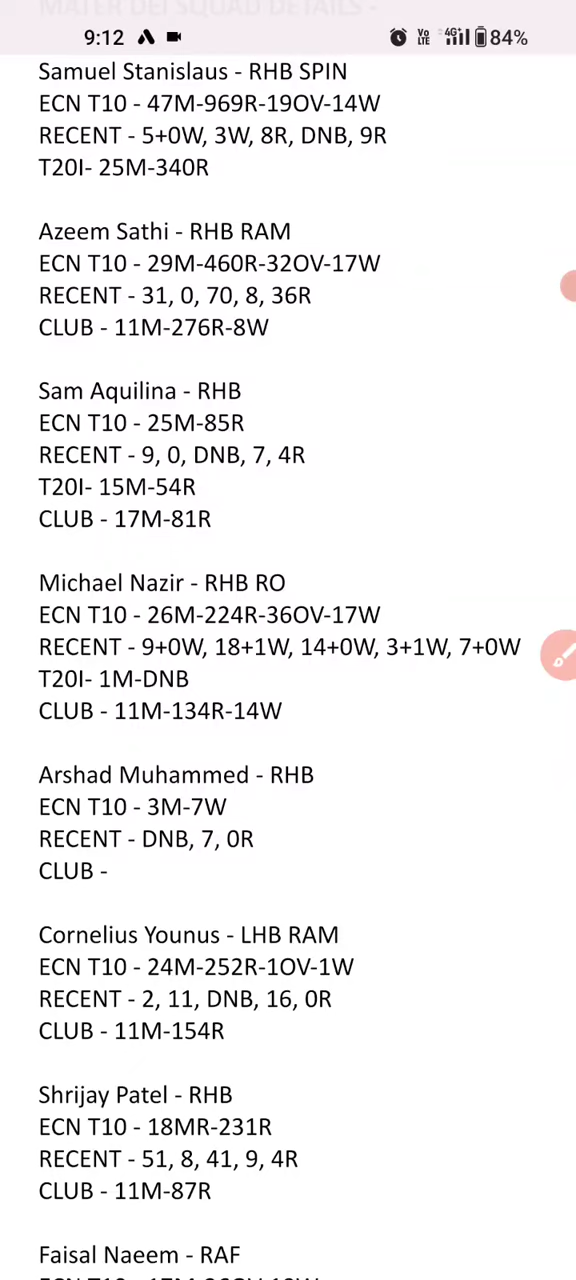 MATER DEI SQUAD DETAILS -
9:12 Vo LTE 4G+ 84%
Samuel Stanislaus - RHB SPIN
ECN T10 - 47M-969R-19OV-14W
RECENT - 5+0W, 3W, 8R, DNB, 9R
T20I- 25M-340R
Azeem Sathi - RHB RAM
ECN T10 - 29M-460R-32OV-17W
RECENT - 31, 0, 70, 8, 36R
CLUB - 11M-276R-8W
Sam Aquilina - RHB
ECN T10 - 25M-85R
RECENT - 9, 0, DNB, 7, 4R
T20I- 15M-54R
CLUB - 17M-81R
Michael Nazir - RHB RO
ECN T10 - 26M-224R-36OV-17W
RECENT - 9+0W, 18+1W, 14+0W, 3+1W, 7+0W
T20I- 1M-DNB
CLUB - 11M-134R-14W
Arshad Muhammed - RHB
ECN T10 - 3M-7W
RECENT - DNB, 7, 0R
CLUB -
Cornelius Younus - LHB RAM
ECN T10 - 24M-252R-1OV-1W
RECENT - 2, 11, DNB, 16, 0R
CLUB - 11M-154R
Shrijay Patel - RHB
ECN T10 - 18MR-231R
RECENT - 51, 8, 41, 9, 4R
CLUB - 11M-87R
Faisal Naeem - RAF